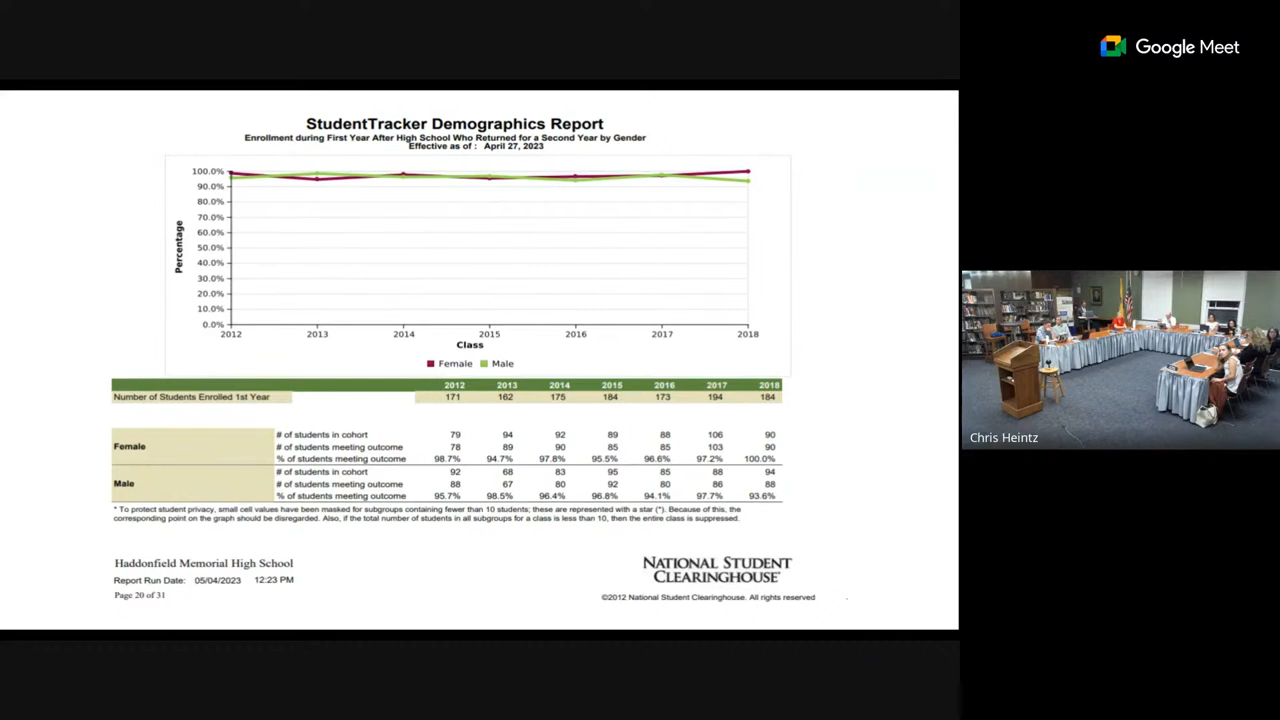 Google Meet
StudentTracker Demographics Report
Enrollment during First Year After High School Who Returned for a Second Year by Gender
Effective as of : April 27, 2023
100.0%
90.0%
80.0%
70.0%
60.0%
50.0%
40.0%
30.0%
20.0%
10.0%
0.0%
Percentage
2012 2013 2014 2015 2016 2017 2018
Class
Female Male
2012 2013 2014 2015 2016 2017 2018
Number of Students Enrolled 1st Year 171 162 175 184 173 194 184
Female
# of students in cohort 79 94 92 89 88 106 90
# of students meeting outcome 78 89 90 85 85 103 90
% of students meeting outcome 98.7% 94.7% 97.8% 95.5% 96.6% 97.2% 100.0%
Male
# of students in cohort 92 68 83 95 85 88 94
# of students meeting outcome 88 67 80 92 80 86 88
% of students meeting outcome 95.7% 98.5% 96.4% 96.8% 94.1% 97.7% 93.6%
* To protect student privacy, small cell values have been masked for subgroups containing fewer than 10 students; these are represented with a star (*). Because of this, the
corresponding point on the graph should be disregarded. Also, if the total number of students in all subgroups for a class is less than 10, then the entire class is suppressed.
Haddonfield Memorial High School
Report Run Date: 05/04/2023 12:23 PM
Page 20 of 31
NATIONAL STUDENT
CLEARINGHOUSE®
©2012 National Student Clearinghouse. All rights reserved
Chris Heintz